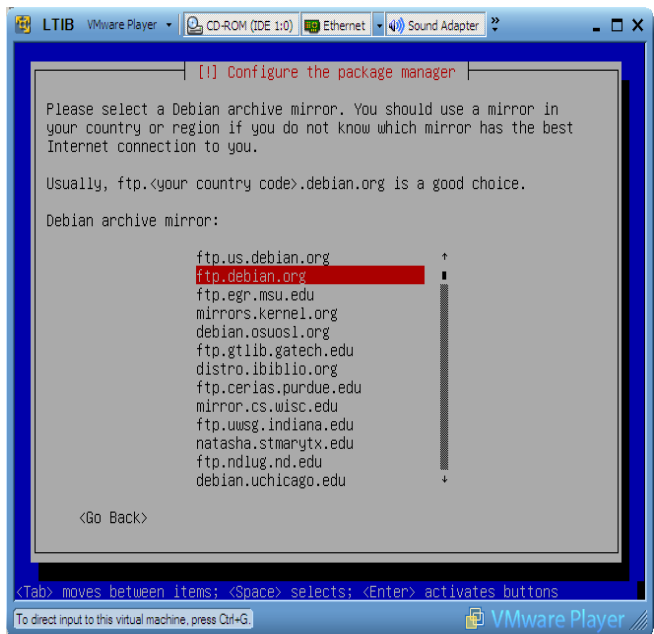 LTIB VMware Player CD-ROM (IDE 1:0) Ethernet Sound Adapter
[!] Configure the package manager
Please select a Debian archive mirror. You should use a mirror in
your country or region if you do not know which mirror has the best
Internet connection to you.
Usually, ftp.<your country code>.debian.org is a good choice.
Debian archive mirror:
ftp.us.debian.org
ftp.debian.org
ftp.egr.msu.edu
mirrors.kernel.org
debian.osuosl.org
ftp.gtlib.gatech.edu
distro.ibiblio.org
ftp.cerias.purdue.edu
mirror.cs.wisc.edu
ftp.uwsg.indiana.edu
natasha.stmarytx.edu
ftp.ndlug.nd.edu
debian.uchicago.edu
<Go Back>
<Tab> moves between items; <Space> selects; <Enter> activates buttons
To direct input to this virtual machine, press Ctrl+G.
VMware Player